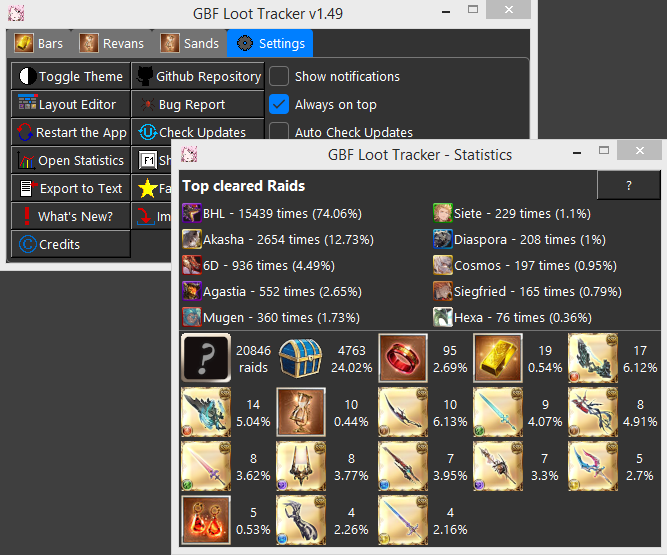 GBF Loot Tracker v1.49
Bars Revans Sands Settings
Toggle Theme Github Repository Show notifications
Layout Editor Bug Report Always on top
Restart the App Check Updates Auto Check Updates
Open Statistics F1
Export to Text
What's New?
Credits
GBF Loot Tracker - Statistics
Top cleared Raids ?
BHL - 15439 times (74.06%) Siete - 229 times (1.1%)
Akasha - 2654 times (12.73%) Diaspora - 208 times (1%)
6D - 936 times (4.49%) Cosmos - 197 times (0.95%)
Agastia - 552 times (2.65%) Siegfried - 165 times (0.79%)
Mugen - 360 times (1.73%) Hexa - 76 times (0.36%)
? 20846 4763 95 19 17
raids 24.02% 2.69% 0.54% 6.12%
14 10 10 9 8
5.04% 0.44% 6.13% 4.07% 4.91%
8 8 7 7 5
3.62% 3.77% 3.95% 3.3% 2.7%
5 4 4
0.53% 2.26% 2.16%